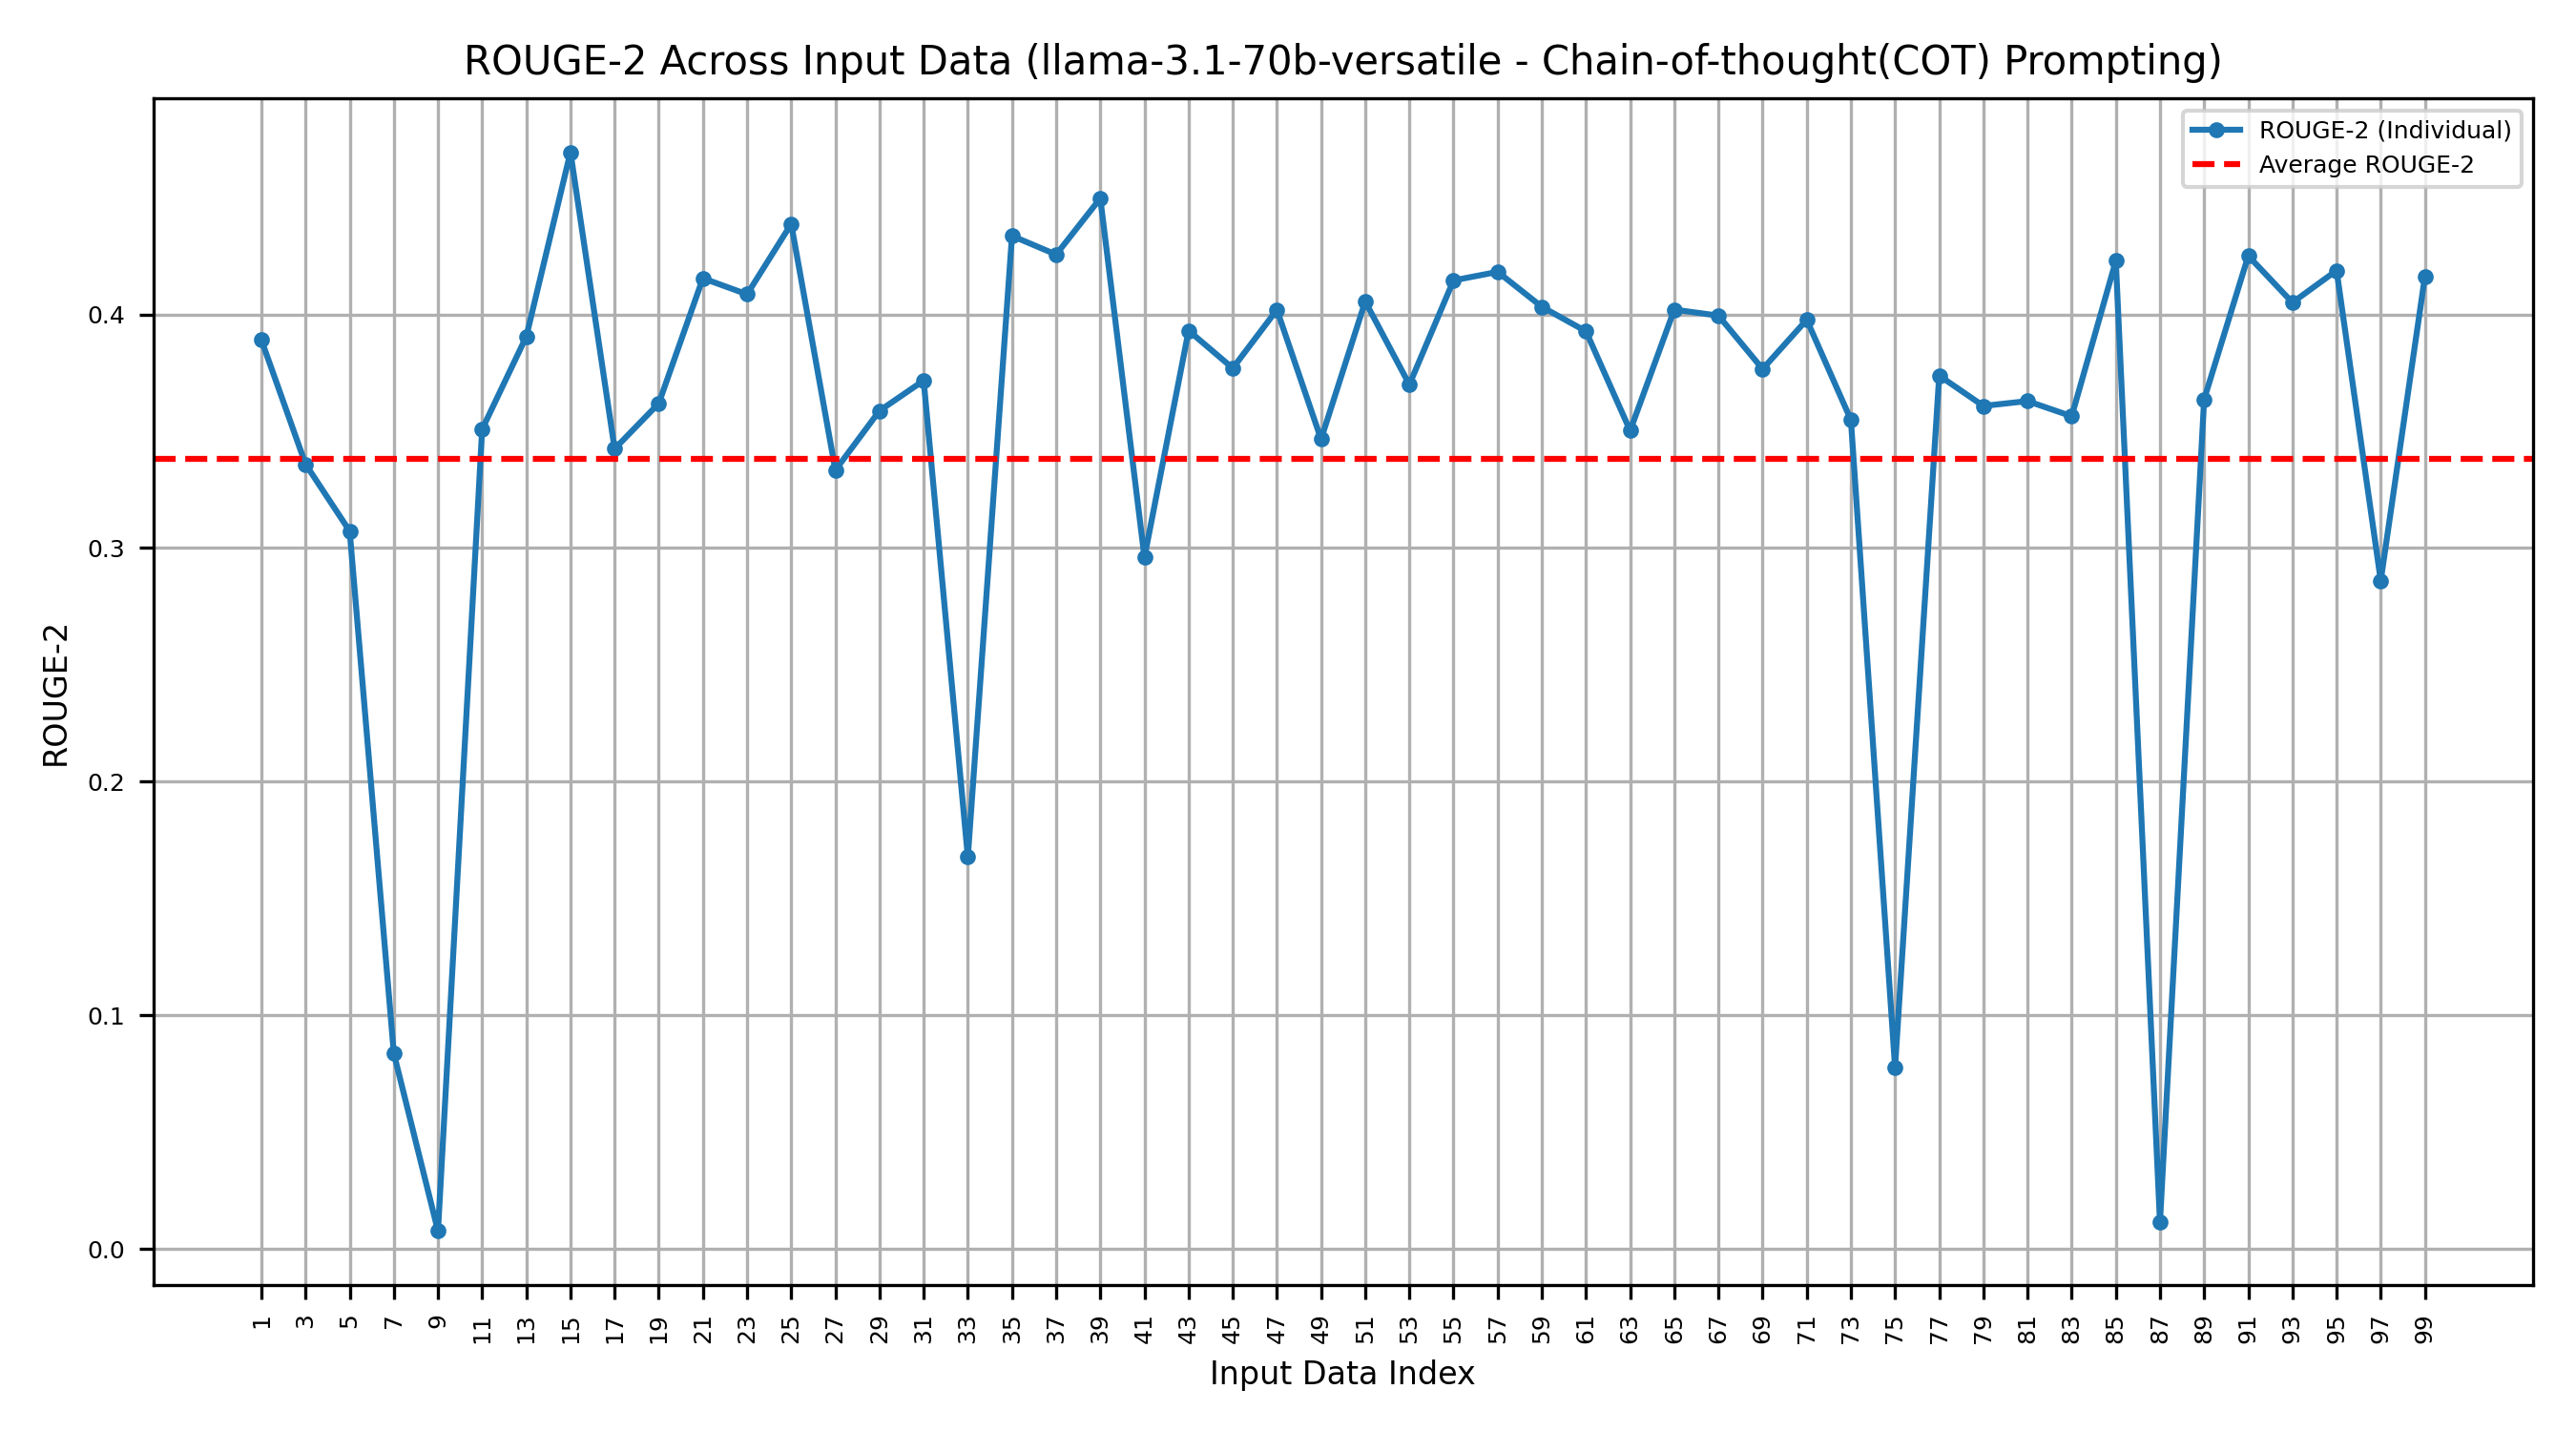 ROUGE-2 Across Input Data (llama-3.1-70b-versatile - Chain-of-thought(COT) Prompting)
ROUGE-2 (Individual)
Average ROUGE-2
ROUGE-2
0.4
0.3
0.2
0.1
0.0
1 3 5 7 9 11 13 15 17 19 21 23 25 27 29 31 33 35 37 39 41 43 45 47 49 51 53 55 57 59 61 63 65 67 69 71 73 75 77 79 81 83 85 87 89 91 93 95 97 99
Input Data Index